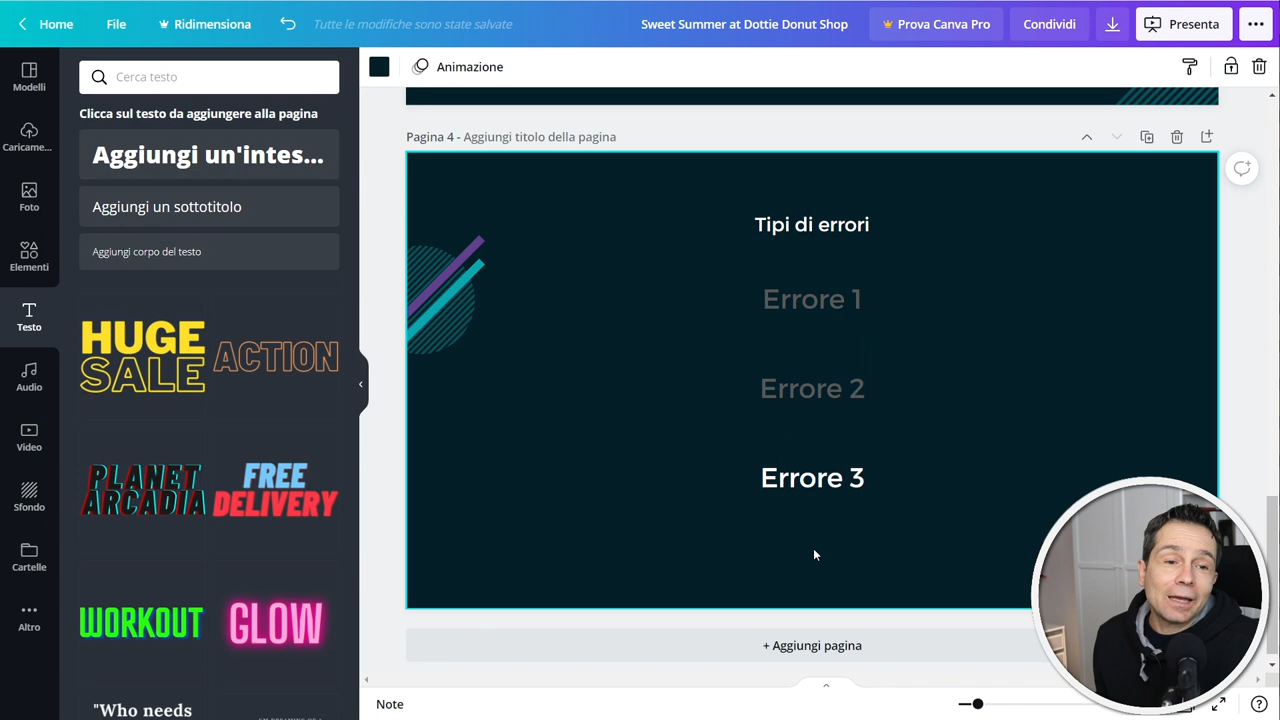 Home
File
Ridimensiona
Tutte le modifiche sono state salvate
Sweet Summer at Dottie Donut Shop
Prova Canva Pro
Condividi
Presenta
Modelli
Caricame...
Foto
Elementi
Testo
Audio
Video
Sfondo
Cartelle
Altro
Cerca testo
Clicca sul testo da aggiungere alla pagina
Aggiungi un'intes...
Aggiungi un sottotitolo
Aggiungi corpo del testo
HUGE
SALE
ACTION
PLANET
ARCADIA
FREE
DELIVERY
WORKOUT
GLOW
"Who needs
Animazione
Pagina 4 - Aggiungi titolo della pagina
Tipi di errori
Errore 1
Errore 2
Errore 3
+ Aggiungi pagina
Note